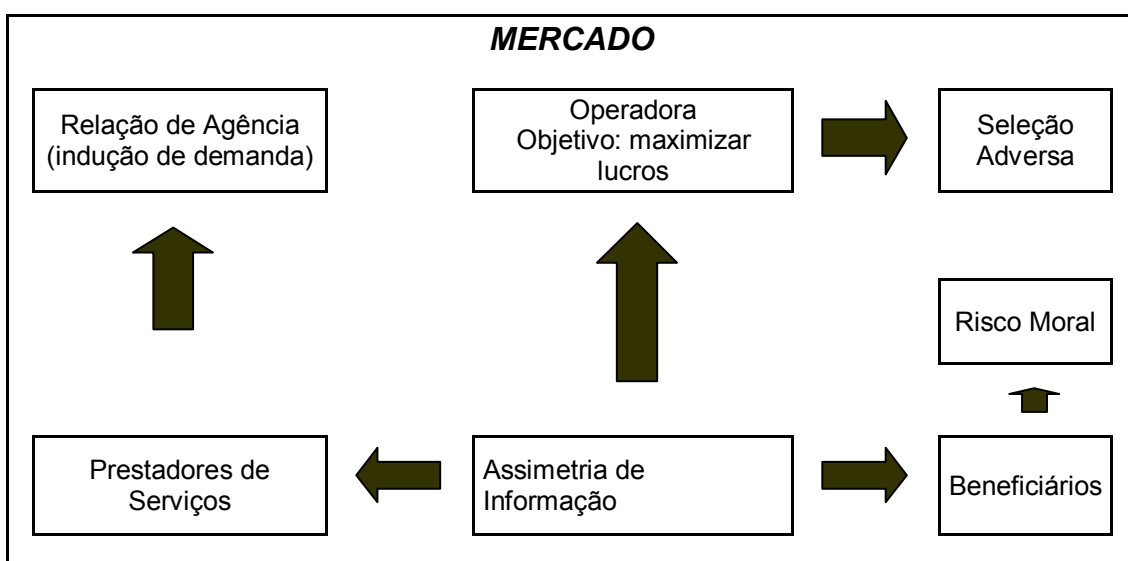 MERCADO
Relação de Agência
(indução de demanda)
Operadora
Objetivo: maximizar
lucros
Seleção
Adversa
Risco Moral
Prestadores de
Serviços
Assimetria de
Informação
Beneficiários